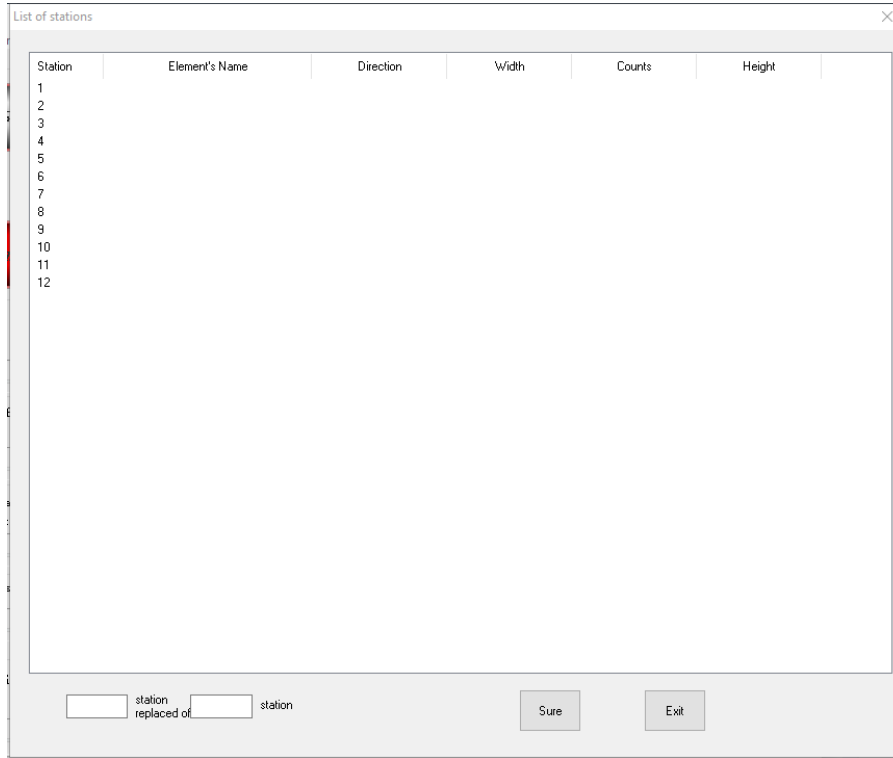 List of stations
Station Element's Name Direction Width Counts Height
1
2
3
4
5
6
7
8
9
10
11
12
station
replaced of
station
Sure
Exit